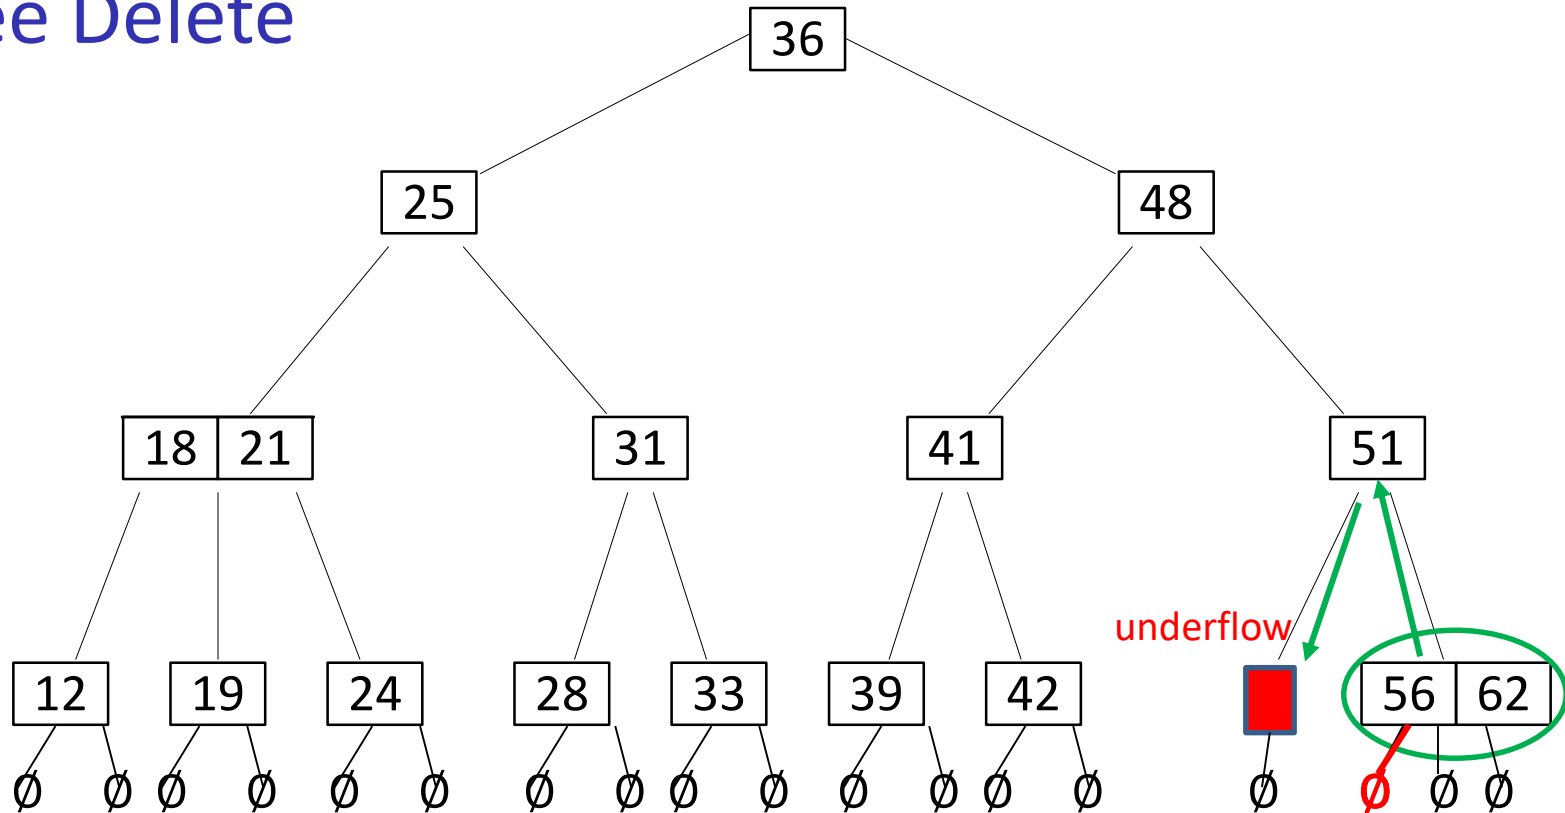 ee Delete
36
25 48
18 21 31 41 51
underflow
12 19 24 28 33 39 42 56 62
Ø Ø Ø Ø Ø Ø Ø Ø Ø Ø Ø Ø Ø Ø Ø Ø Ø Ø